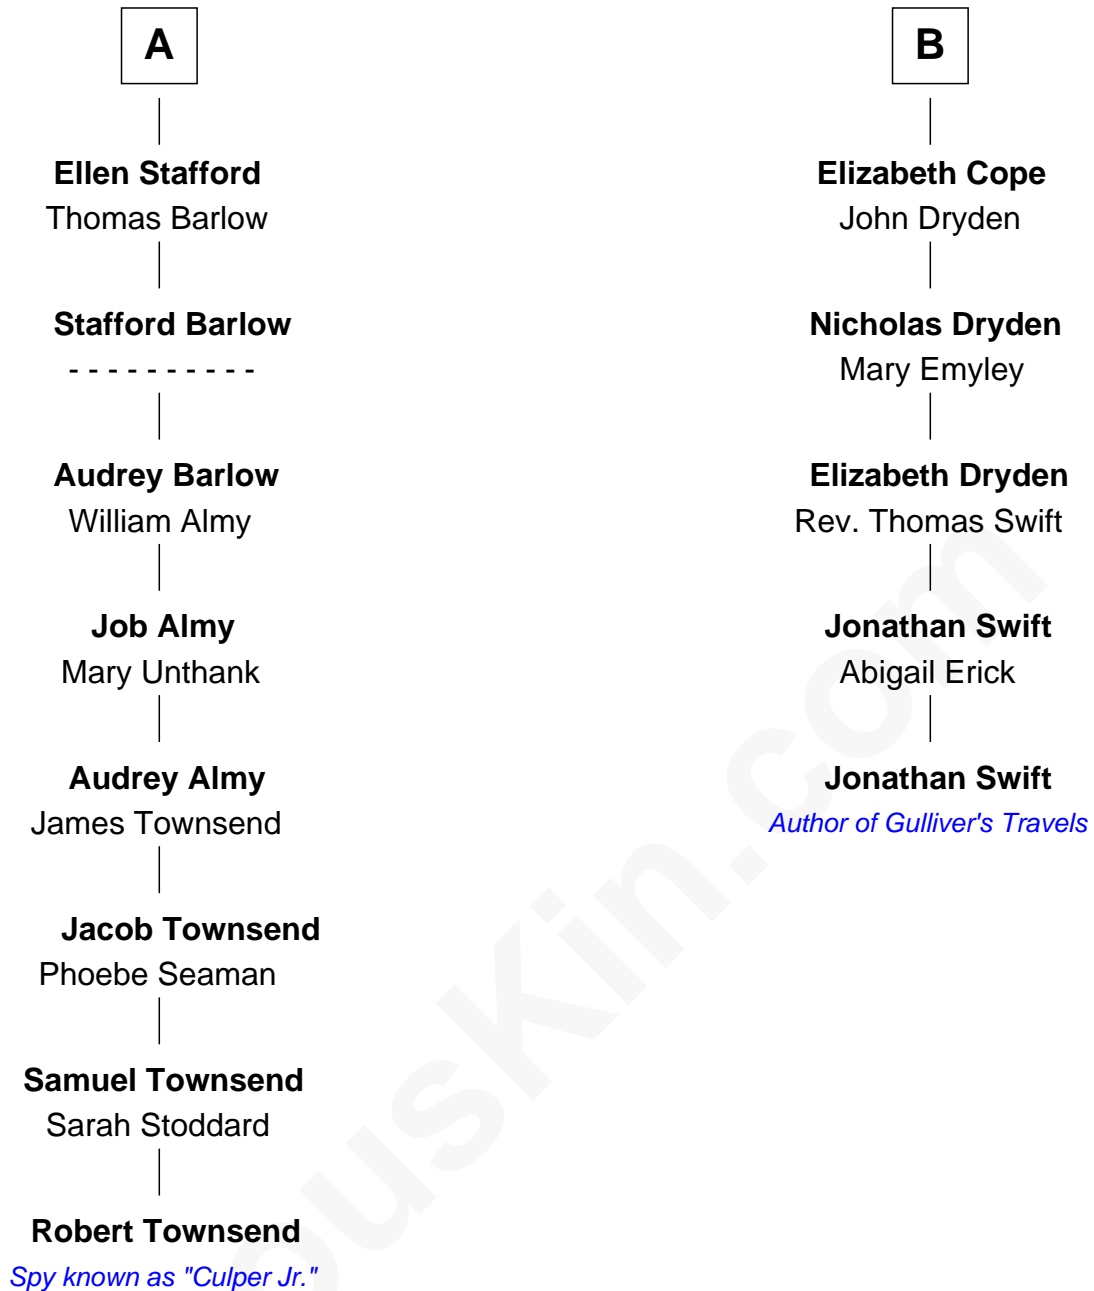 A
Ellen Stafford
Thomas Barlow
Stafford Barlow
- - - - - - - - - -
Audrey Barlow
William Almy
Job Almy
Mary Unthank
Audrey Almy
James Townsend
Jacob Townsend
Phoebe Seaman
Samuel Townsend
Sarah Stoddard
Robert Townsend
Spy known as "Culper Jr."
B
Elizabeth Cope
John Dryden
Nicholas Dryden
Mary Emyley
Elizabeth Dryden
Rev. Thomas Swift
Jonathan Swift
Abigail Erick
Jonathan Swift
Author of Gulliver's Travels
ousKin.com